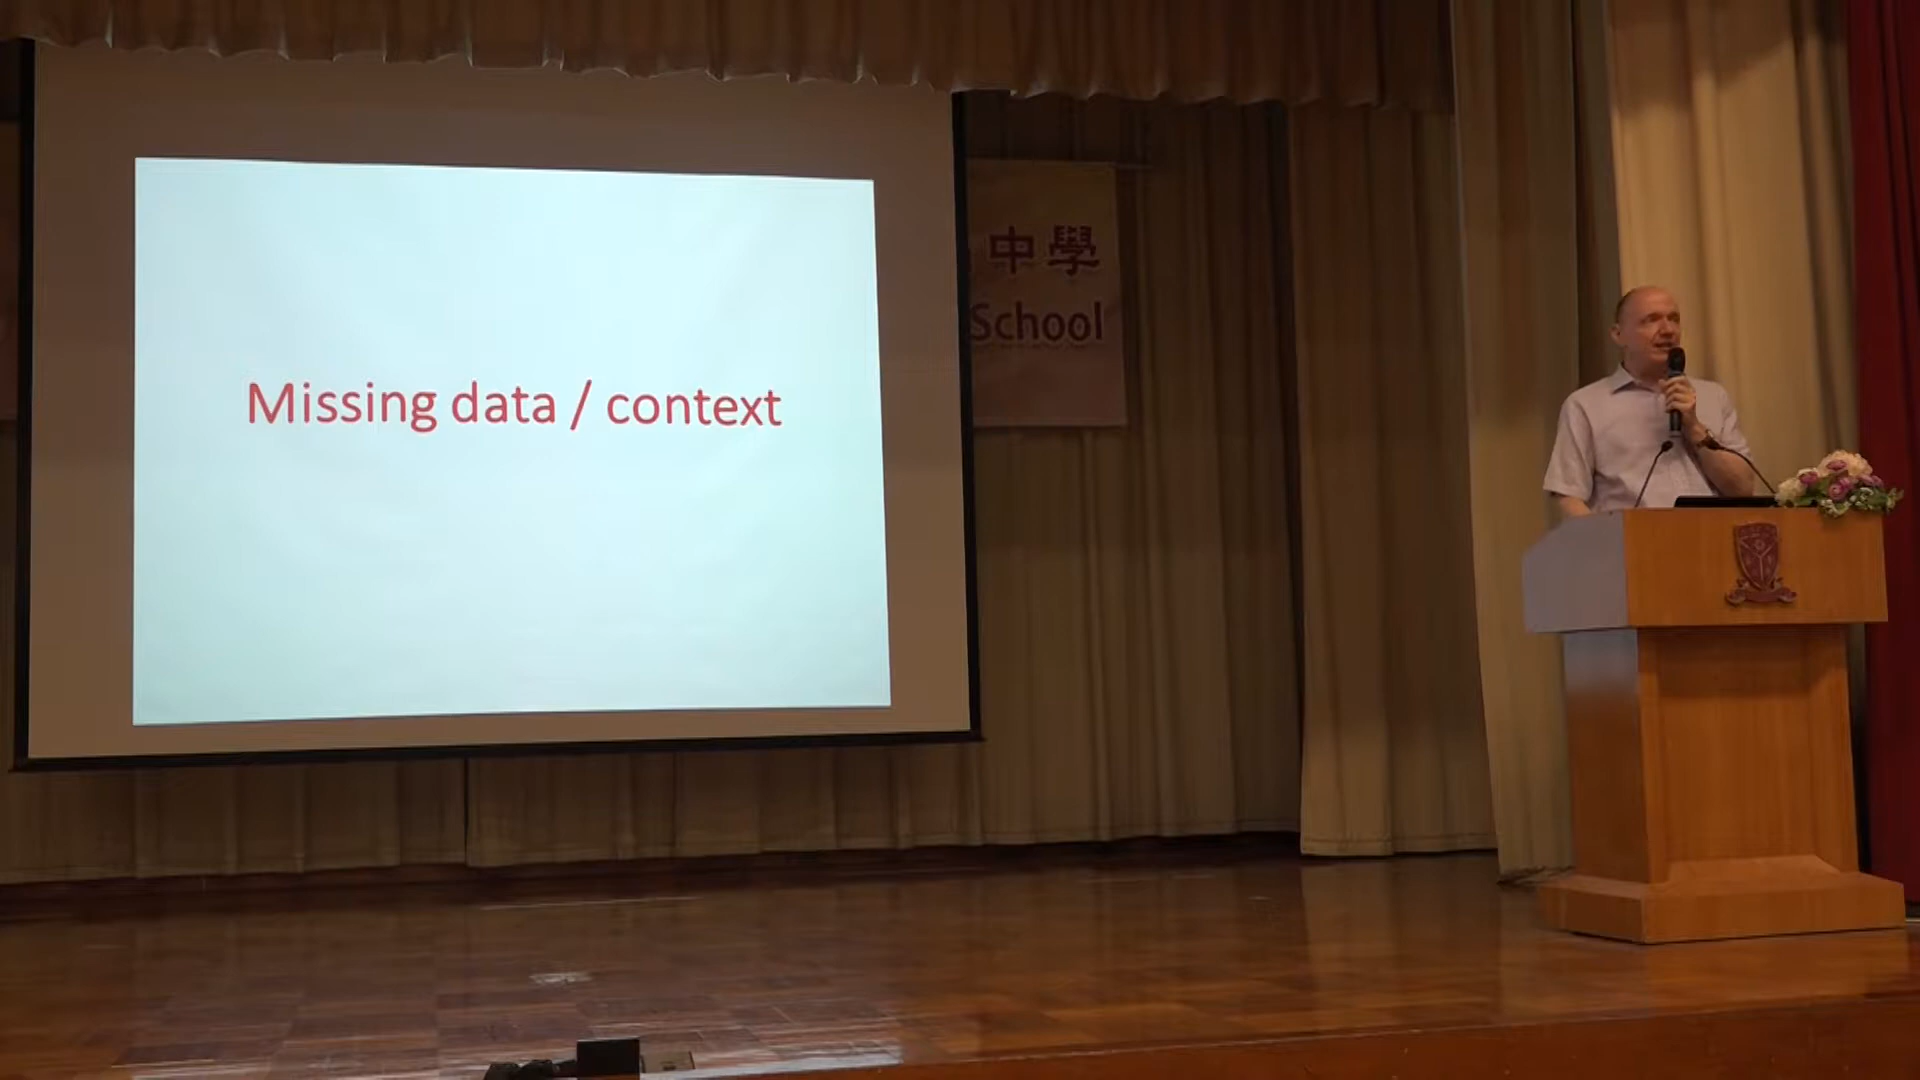 Missing data / context
中學
School